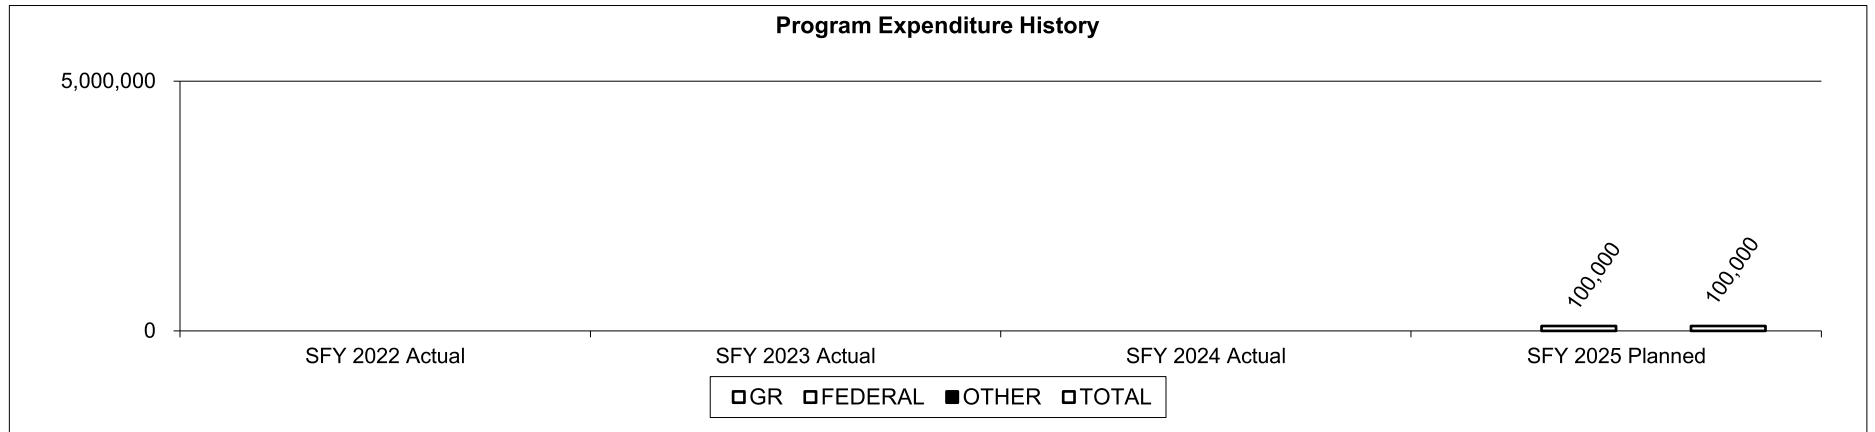 Program Expenditure History
5,000,000
100,000
100,000
0
SFY 2022 Actual
SFY 2023 Actual
SFY 2024 Actual
SFY 2025 Planned
GR FEDERAL OTHER TOTAL